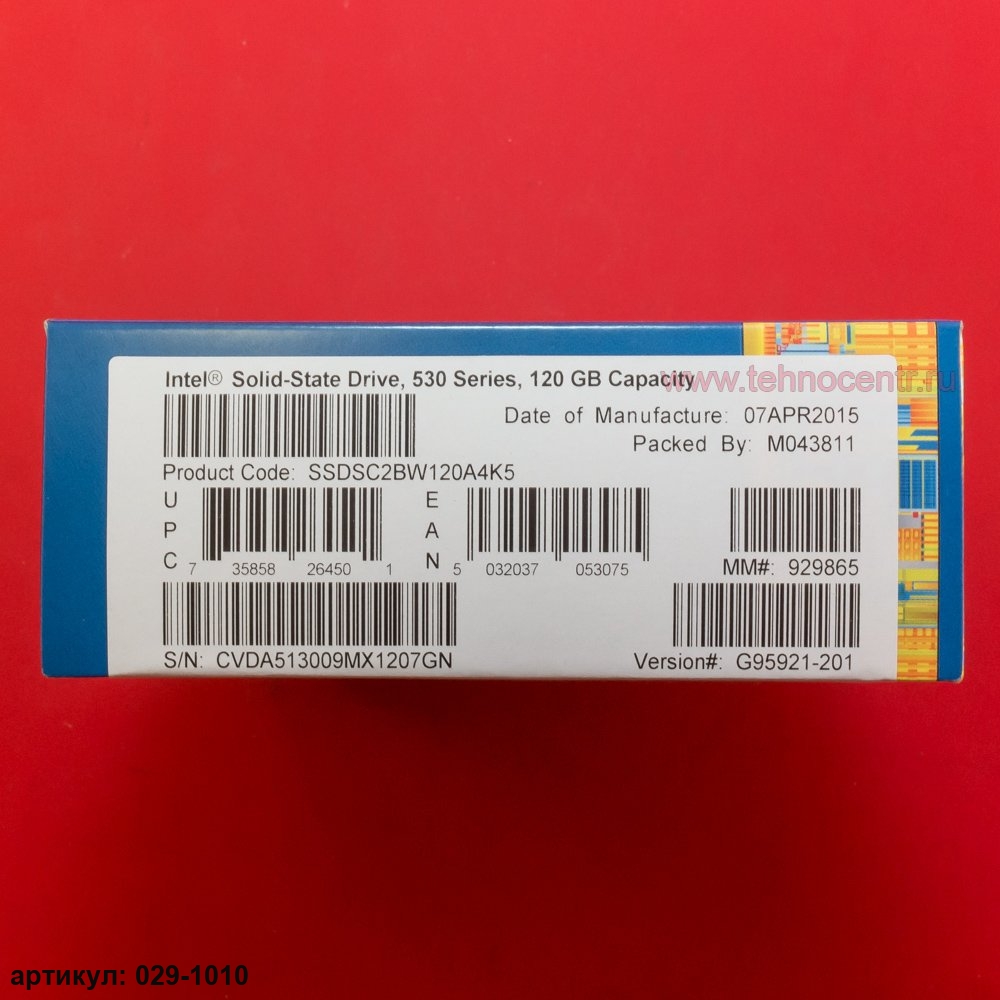 Intel® Solid-State Drive, 530 Series, 120 GB Capacity
www.tehnocentr.ru
Date of Manufacture: 07APR2015
Packed By: M043811
Product Code: SSDSC2BW120A4K5
UPC 7 35858 26450 1
EAN 5 032037 053075
MM#: 929865
S/N: CVDA513009MX1207GN
Version#: G95921-201
артикул: 029-1010